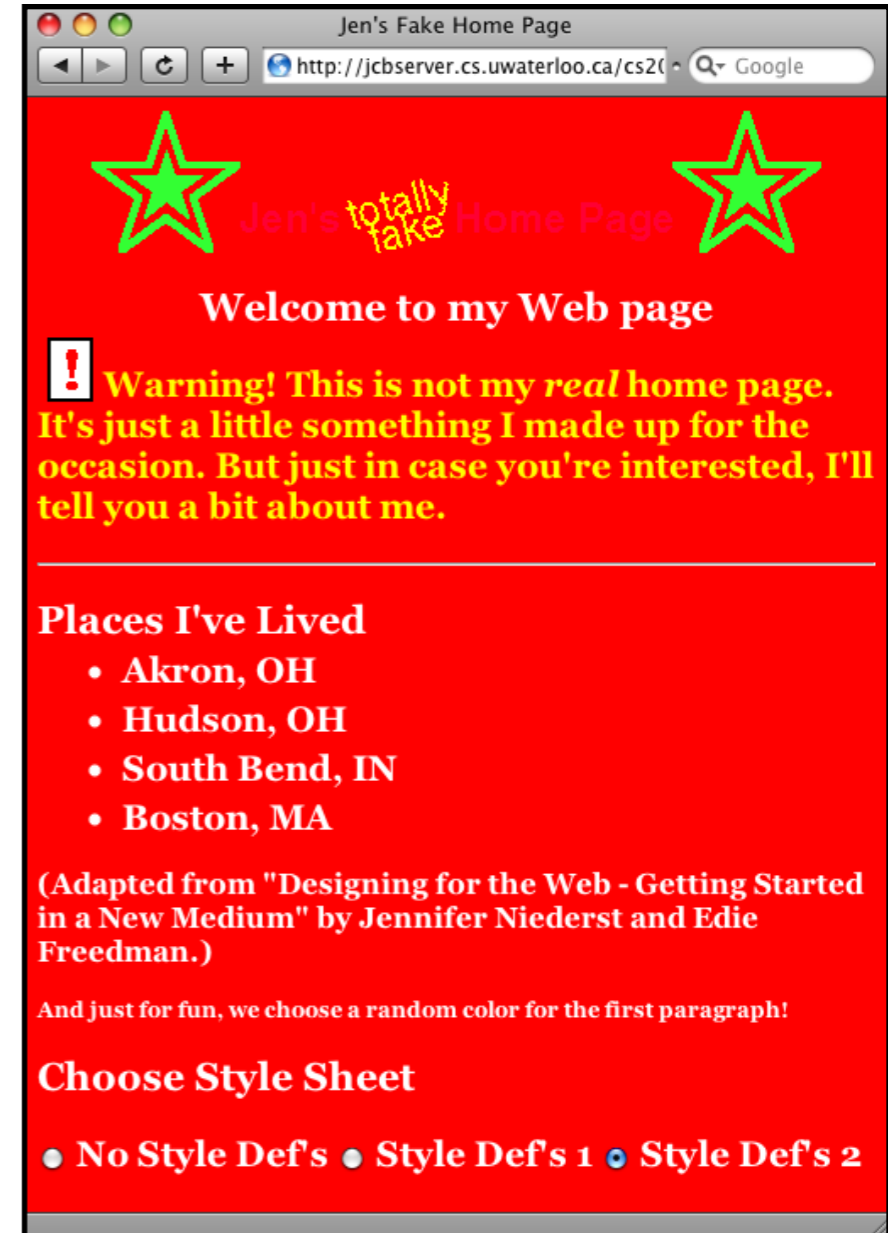 Jen's Fake Home Page
http://jcbserver.cs.uwaterloo.ca/cs20
Google
Jen's totally fake Home Page
Welcome to my Web page
! Warning! This is not my real home page.
It's just a little something I made up for the
occasion. But just in case you're interested, I'll
tell you a bit about me.
Places I've Lived
• Akron, OH
• Hudson, OH
• South Bend, IN
• Boston, MA
(Adapted from "Designing for the Web - Getting Started
in a New Medium" by Jennifer Niederst and Edie
Freedman.)
And just for fun, we choose a random color for the first paragraph!
Choose Style Sheet
No Style Def's Style Def's 1 Style Def's 2